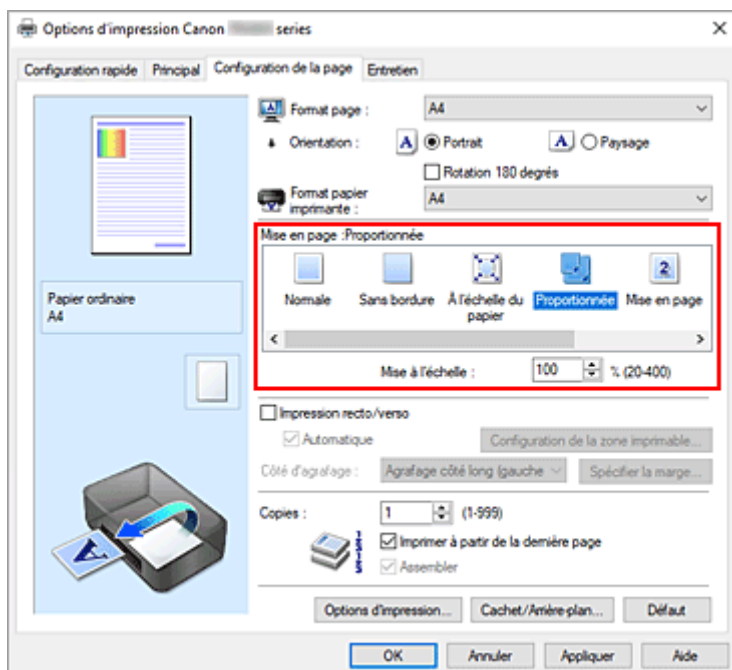 Options d'impression Canon series
Configuration rapide Principal Configuration de la page Entretien
Format page : A4
Orientation : A Portrait A Paysage
Rotation 180 degrés
Format papier
imprimante : A4
Mise en page :Proportionnée
2
Normale Sans bordure À l'échelle du
papier Proportionnée Mise en page
Mise à l'échelle : 100 % (20-400)
Papier ordinaire
A4
Impression recto/verso
Automatique Configuration de la zone imprimable...
Côté d'agrafage : Agrafage côté long (gauche Spécifier la marge...
Copies : 1 (1-999)
Imprimer à partir de la dernière page
Assembler
Options d'impression... Cachet/Arrière-plan... Défaut
OK Annuler Appliquer Aide